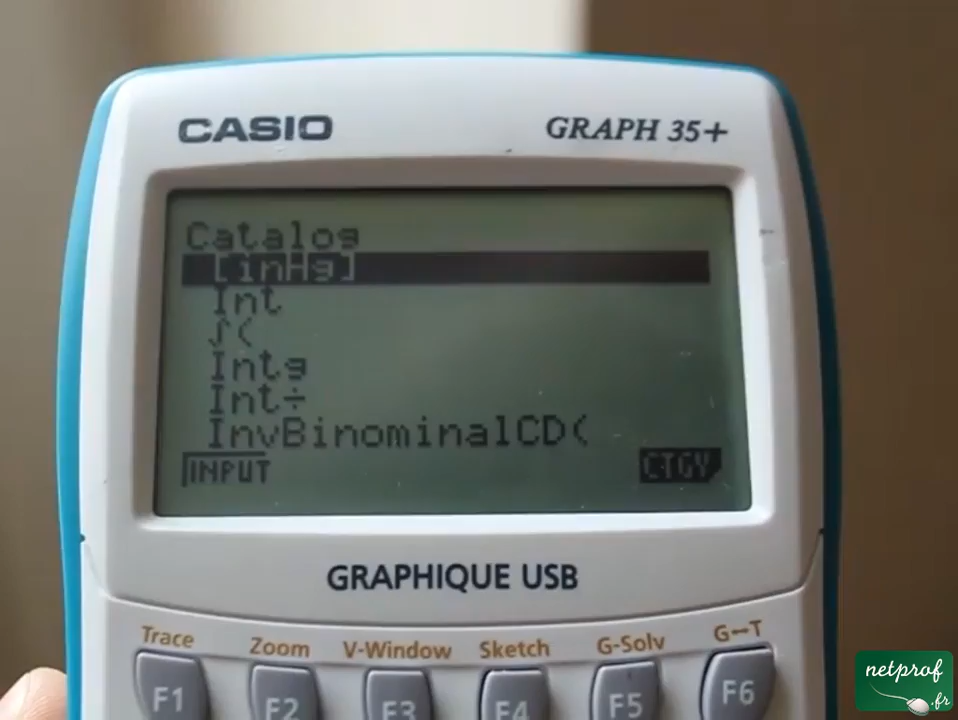 CASIO GRAPH 35+
Catalog
[inHg]
Int
∫(
Intg
Int÷
InvBinominalCD(
INPUT CTGY
GRAPHIQUE USB
Trace Zoom V-Window Sketch G-Solv G↔T
F1 F2 F3 F4 F5 F6
netprof
.fr